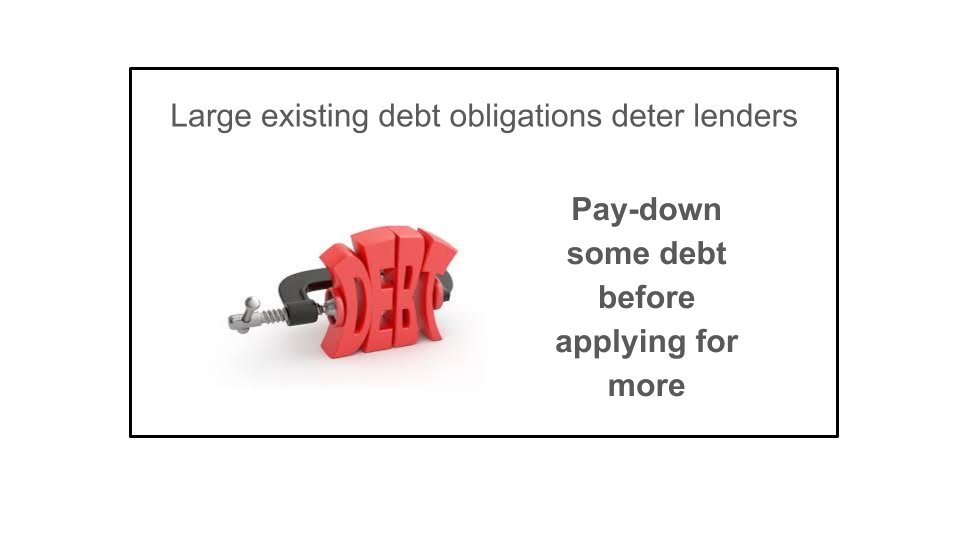 Large existing debt obligations deter lenders
DEBT
Pay-down
some debt
before
applying for
more